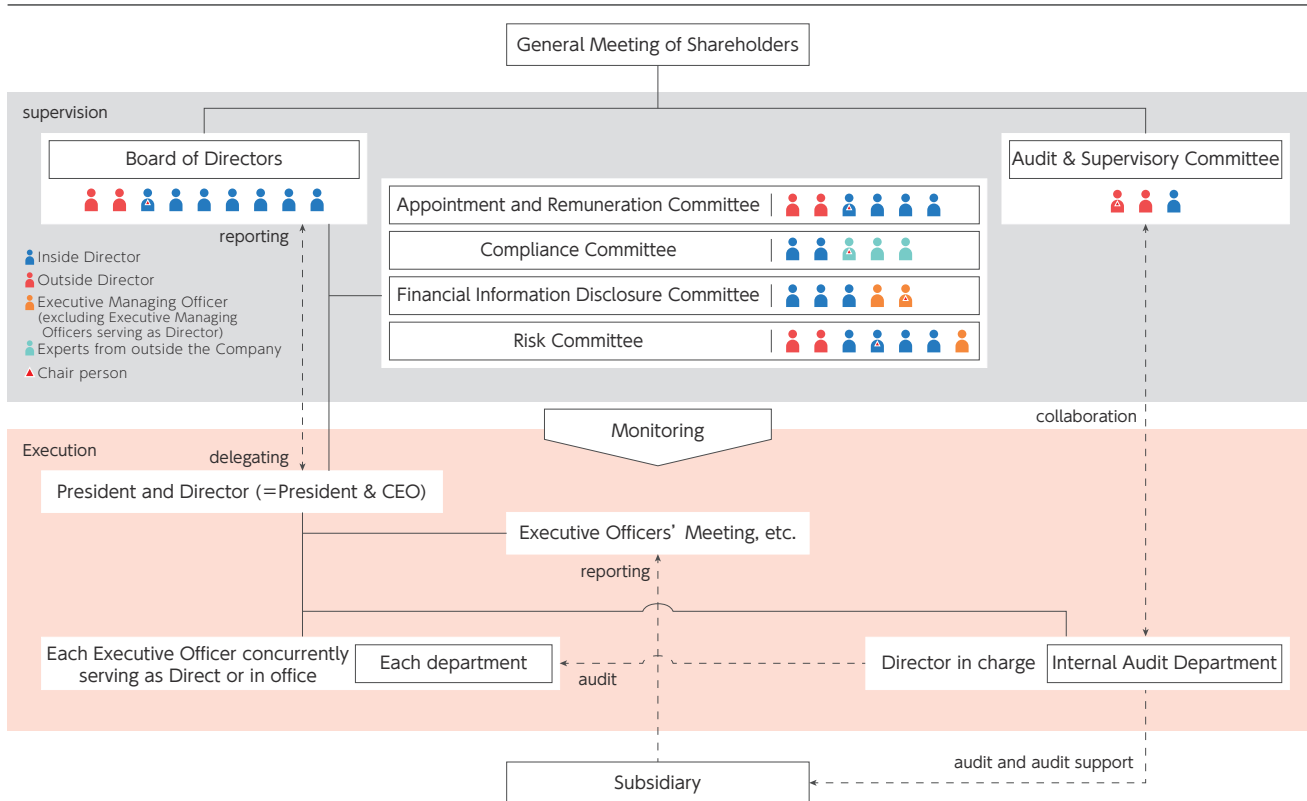 General Meeting of Shareholders
supervision
Board of Directors
Audit & Supervisory Committee
Appointment and Remuneration Committee
Compliance Committee
Financial Information Disclosure Committee
Risk Committee
reporting
Inside Director
Outside Director
Executive Managing Officer
(excluding Executive Managing
Officers serving as Director)
Experts from outside the Company
Chair person
collaboration
Monitoring
Execution
delegating
President and Director (=President & CEO)
Executive Officers’ Meeting, etc.
reporting
Each Executive Officer concurrently
serving as Direct or in office
Each department
audit
Director in charge
Internal Audit Department
audit and audit support
Subsidiary